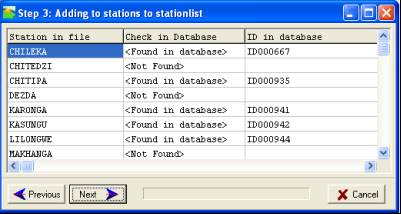 Step 3: Adding to stations to stationlist
Station in file Check in Database ID in database
CHILEKA <Found in database> ID000667
CHITEDZI <Not Found>
CHITIPA <Found in database> ID000935
DEZDA <Not Found>
KARONGA <Found in database> ID000941
KASUNGU <Found in database> ID000942
LILONGWE <Found in database> ID000944
MAKHANGA <Not Found>
Previous Next Cancel